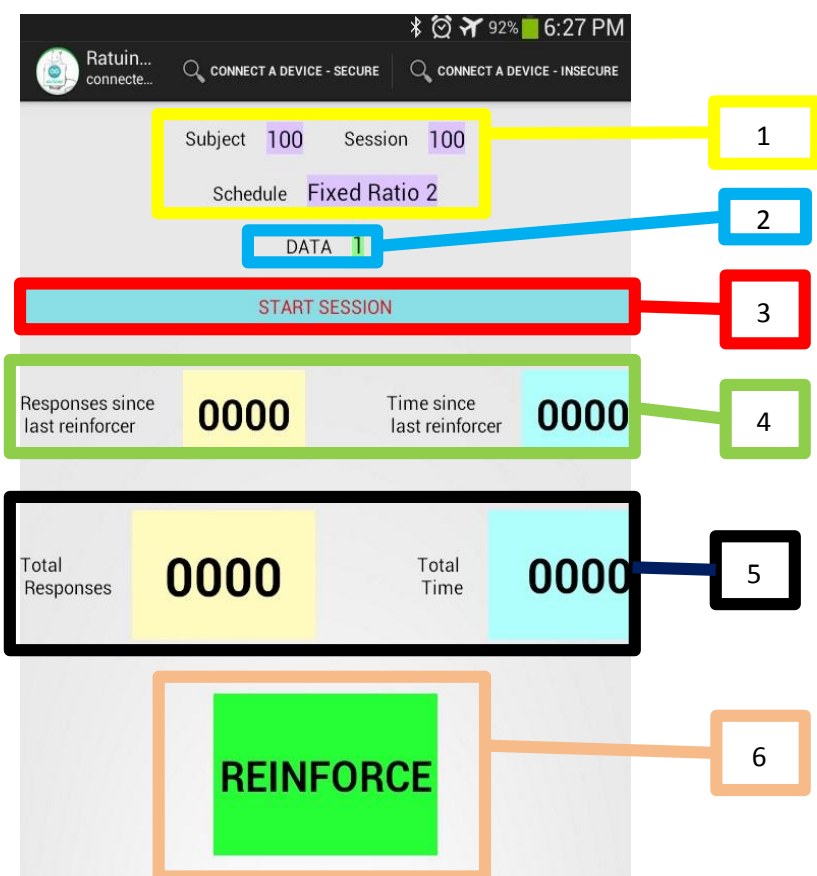 92% 6:27 PM
Ratuin...
connecte...
CONNECT A DEVICE - SECURE
CONNECT A DEVICE - INSECURE
Subject 100 Session 100
1
Schedule Fixed Ratio 2
2
DATA 1
START SESSION
3
Responses since
last reinforcer
0000
Time since
last reinforcer
0000
4
Total
Responses
0000
Total
Time
0000
5
REINFORCE
6